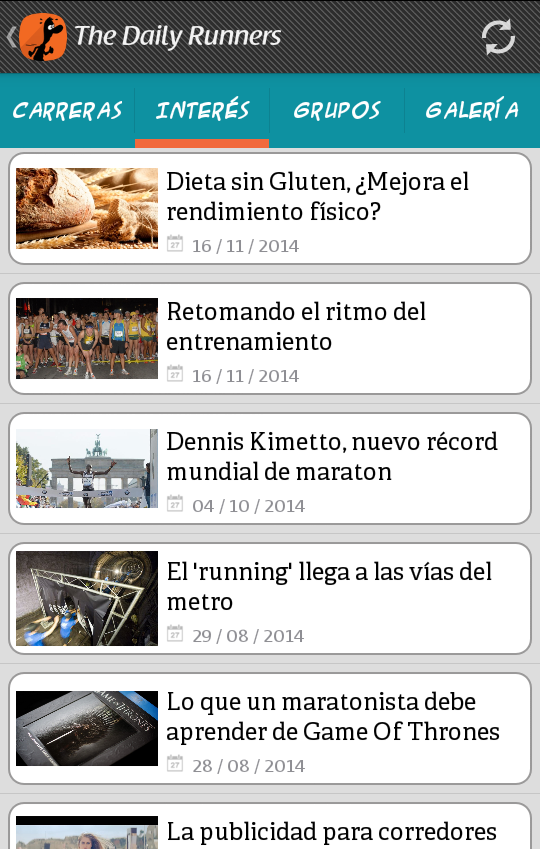 The Daily Runners
CARRERAS
INTERÉS
GRUPOS
GALERÍA
Dieta sin Gluten, ¿Mejora el
rendimiento físico?
27
16 / 11 / 2014
Retomando el ritmo del
entrenamiento
27
16 / 11 / 2014
Dennis Kimetto, nuevo récord
mundial de maraton
27
04 / 10 / 2014
El 'running' llega a las vías del
metro
27
29 / 08 / 2014
Lo que un maratonista debe
aprender de Game Of Thrones
27
28 / 08 / 2014
La publicidad para corredores